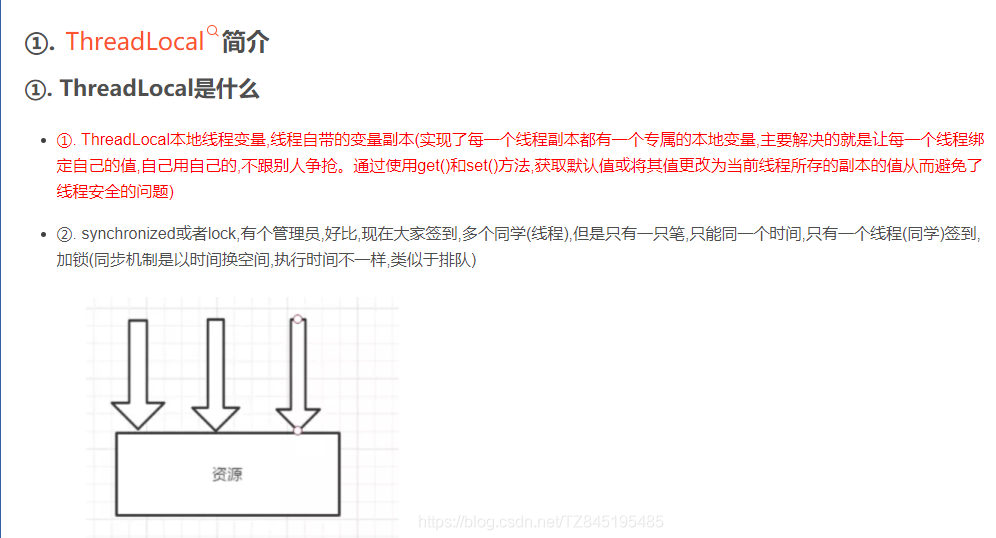 ①. ThreadLocal简介
①. ThreadLocal是什么
①. ThreadLocal本地线程变量,线程自带的变量副本(实现了每一个线程副本都有一个专属的本地变量,主要解决的就是让每一个线程绑
定自己的值,自己用自己的,不跟别人争抢。通过使用get()和set()方法,获取默认值或将其值更改为当前线程所存的副本的值从而避免了
线程安全的问题)
②. synchronized或者lock,有个管理员,好比,现在大家签到,多个同学(线程),但是只有一只笔,只能同一个时间,只有一个线程(同学)签到,
加锁(同步机制是以时间换空间,执行时间不一样,类似于排队)
资源
https://blog.csdn.net/TZ845195485